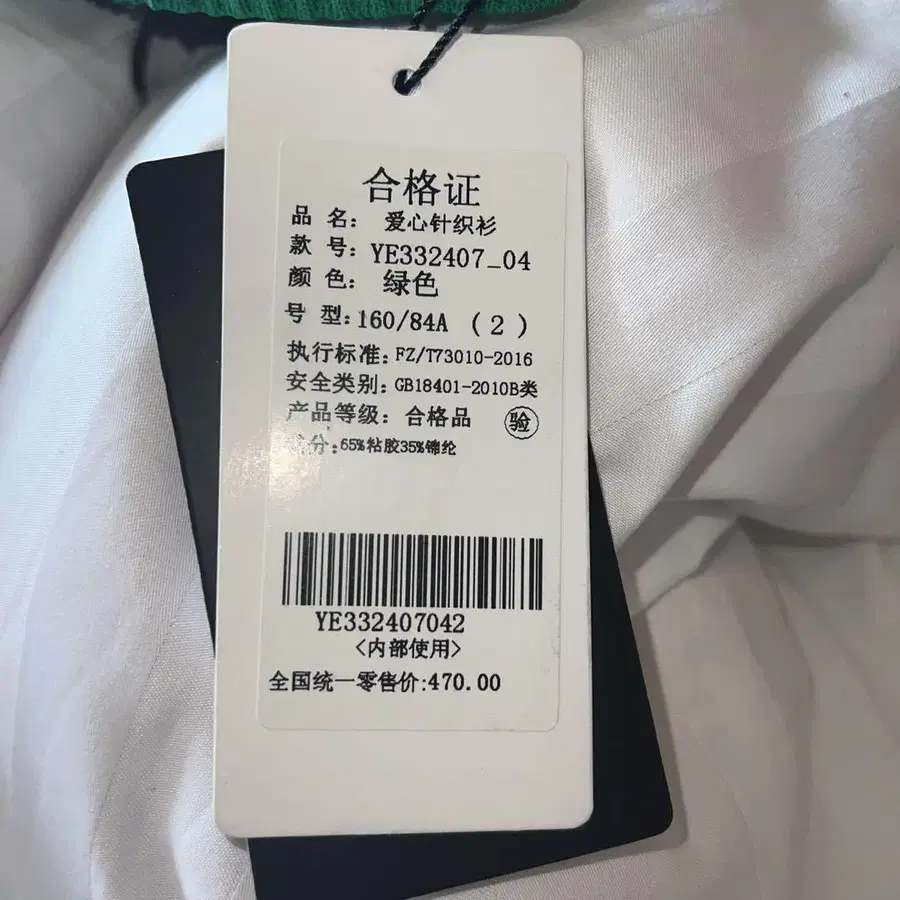 合格证
品 名: 爱心针织衫
款 号: YE332407_04
颜 色: 绿色
号 型: 160/84A (2)
执行标准: FZ/T73010-2016
安全类别: GB18401-2010B类
产品等级: 合格品 验
分: 65%粘胶35%锦纶
YE332407042
<内部使用>
全国统一零售价:470.00